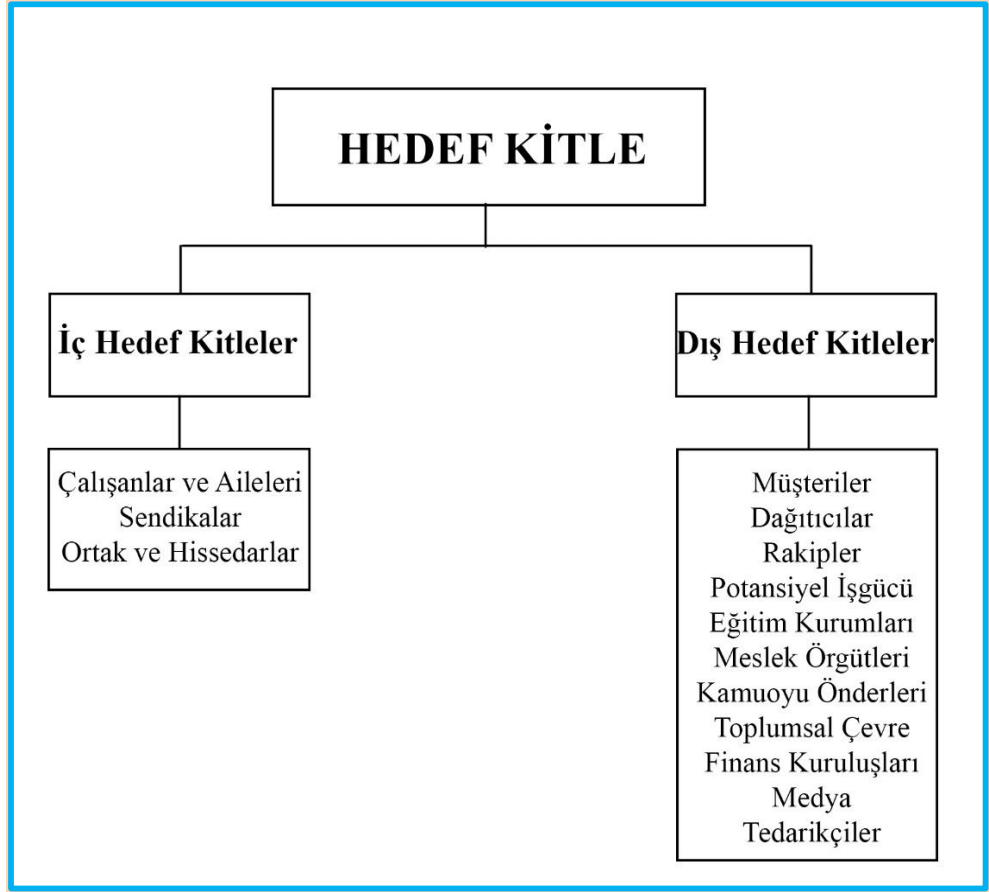 HEDEF KİTLE
İç Hedef Kitleler
Çalışanlar ve Aileleri
Sendikalar
Ortak ve Hissedarlar
Dış Hedef Kitleler
Müşteriler
Dağıtıcılar
Rakipler
Potansiyel İşgücü
Eğitim Kurumları
Meslek Örgütleri
Kamuoyu Önderleri
Toplumsal Çevre
Finans Kuruluşları
Medya
Tedarikçiler